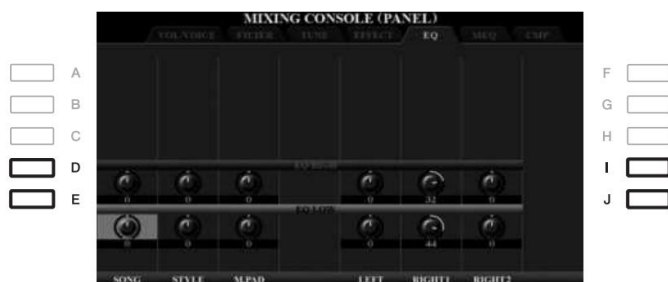 MIXING CONSOLE (PANEL)
VOL/VOICE FILTER TUNE EFFECT EQ MEQ CMP
A
B
C
D
E
F
G
H
I
J
EQ HIGH
0 0 0 0 32 0
EQ LOW
0 0 0 0 44 0
SONG STYLE M.PAD LEFT RIGHT1 RIGHT2